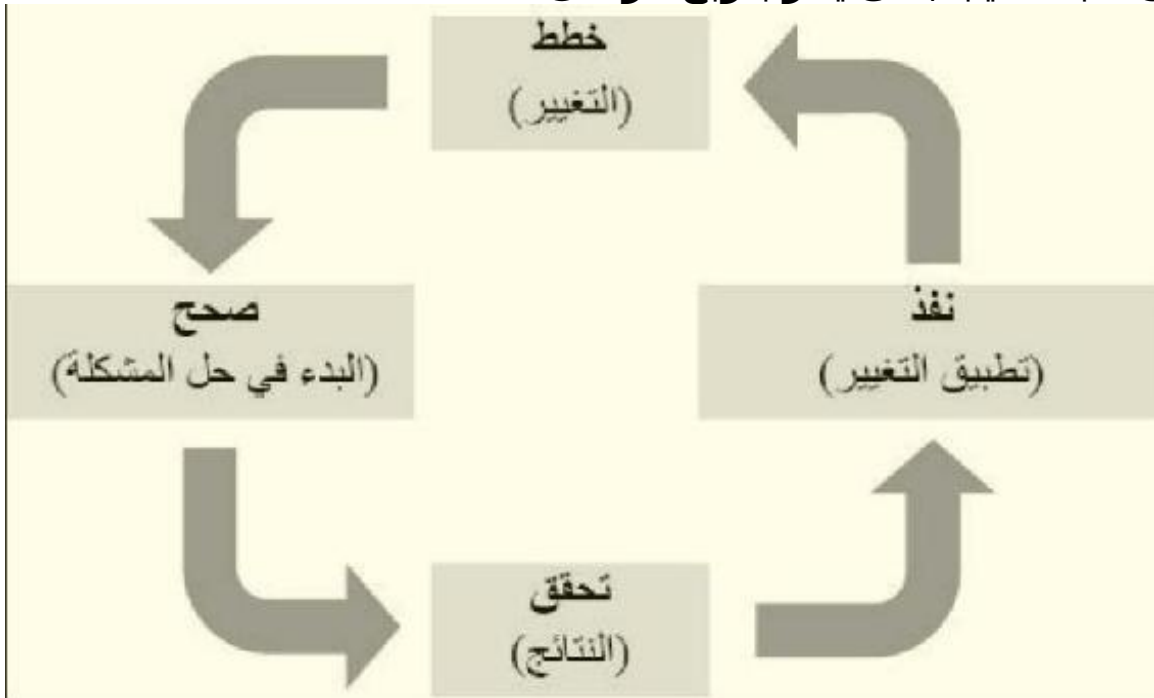 خطط
(التغيير)
نفذ
(تطبيق التغيير)
صحح
(البدء في حل المشكلة)
تحقق
(النتائج)